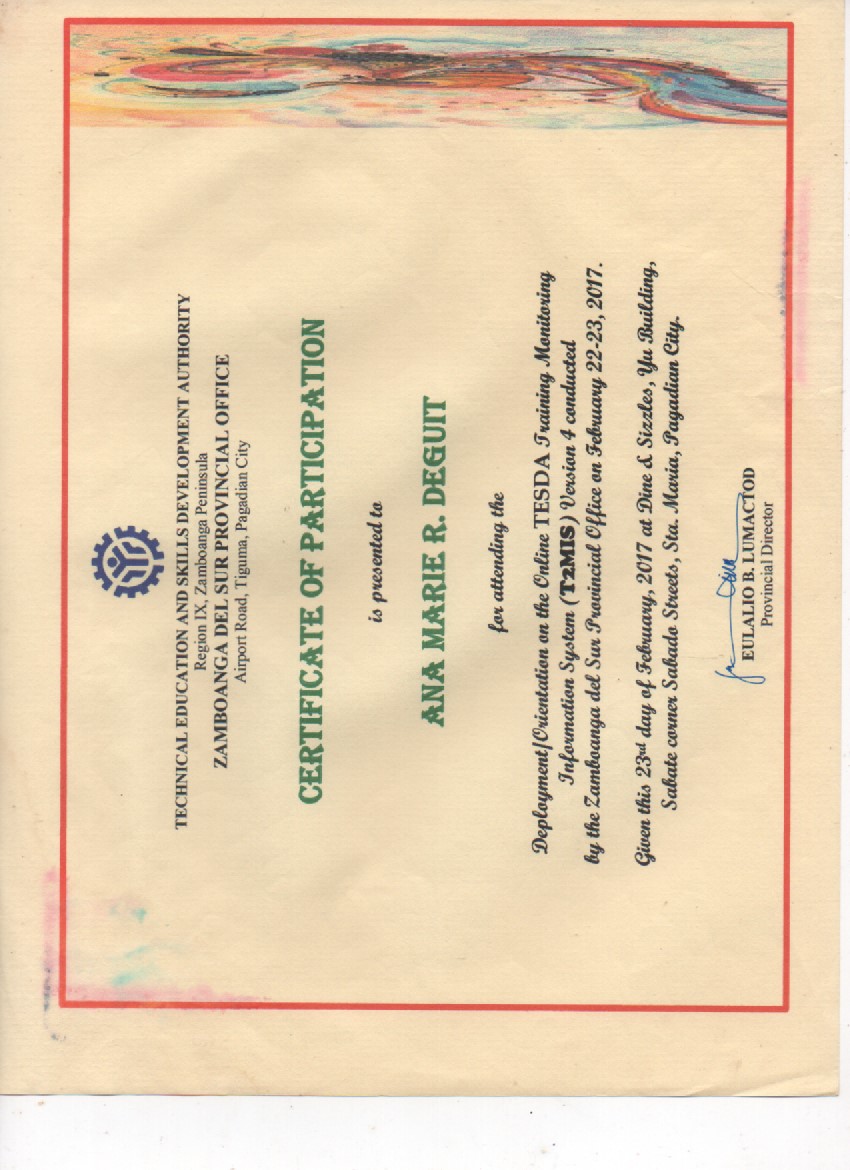 TECHNICAL EDUCATION AND SKILLS DEVELOPMENT AUTHORITY
Region IX, Zamboanga Peninsula
ZAMBOANGA DEL SUR PROVINCIAL OFFICE
Airport Road, Tiguma, Pagadian City
CERTIFICATE OF PARTICIPATION
is presented to
ANA MARIE R. DEGUIT
for attending the
Deployment/Orientation on the Online TESDA Training Monitoring
Information System (T2MIS) Version 4 conducted
by the Zamboanga del Sur Provincial Office on February 22-23, 2017.
Given this 23rd day of February, 2017 at Dine & Sizzles, Yu Building,
Sabate corner Sabado Streets, Sta. Maria, Pagadian City.
EULALIO B. LUMACTOD
Provincial Director